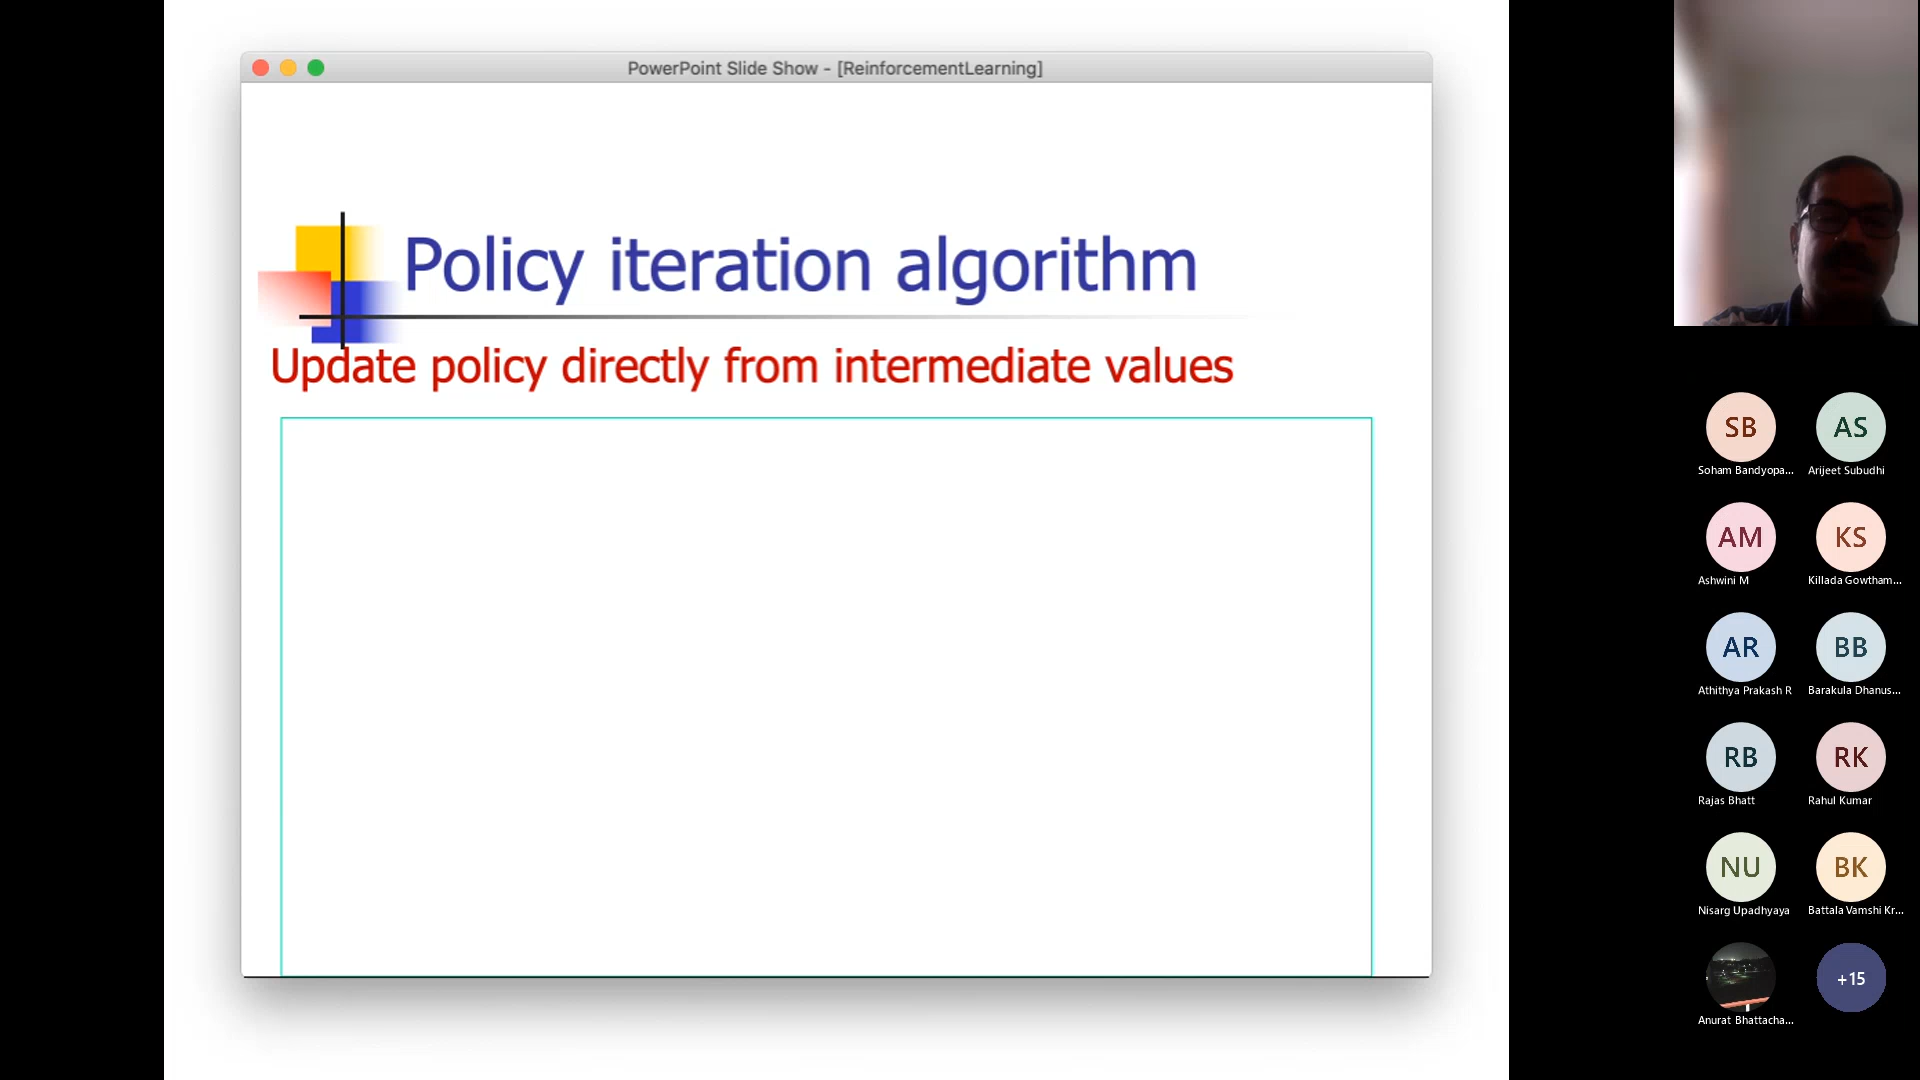 PowerPoint Slide Show - [ReinforcementLearning]
Policy iteration algorithm
Update policy directly from intermediate values
SB
AS
Soham Bandyopa...
Arijeet Subudhi
AM
KS
Ashwini M
Killada Gowtham...
AR
BB
Athithya Prakash R
Barakula Dhanus...
RB
RK
Rajas Bhatt
Rahul Kumar
NU
BK
Nisarg Upadhyaya
Battala Vamshi Kr...
+15
Anurat Bhattacha...